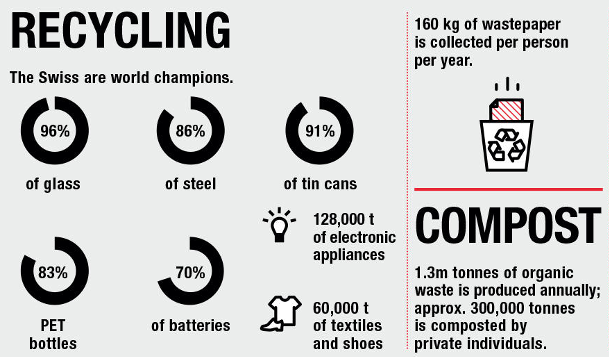 RECYCLING
The Swiss are world champions.
96%
of glass
86%
of steel
91%
of tin cans
83%
PET
bottles
70%
of batteries
128,000 t
of electronic
appliances
60,000 t
of textiles
and shoes
160 kg of wastepaper
is collected per person
per year.
COMPOST
1.3m tonnes of organic
waste is produced annually;
approx. 300,000 tonnes
is composted by
private individuals.